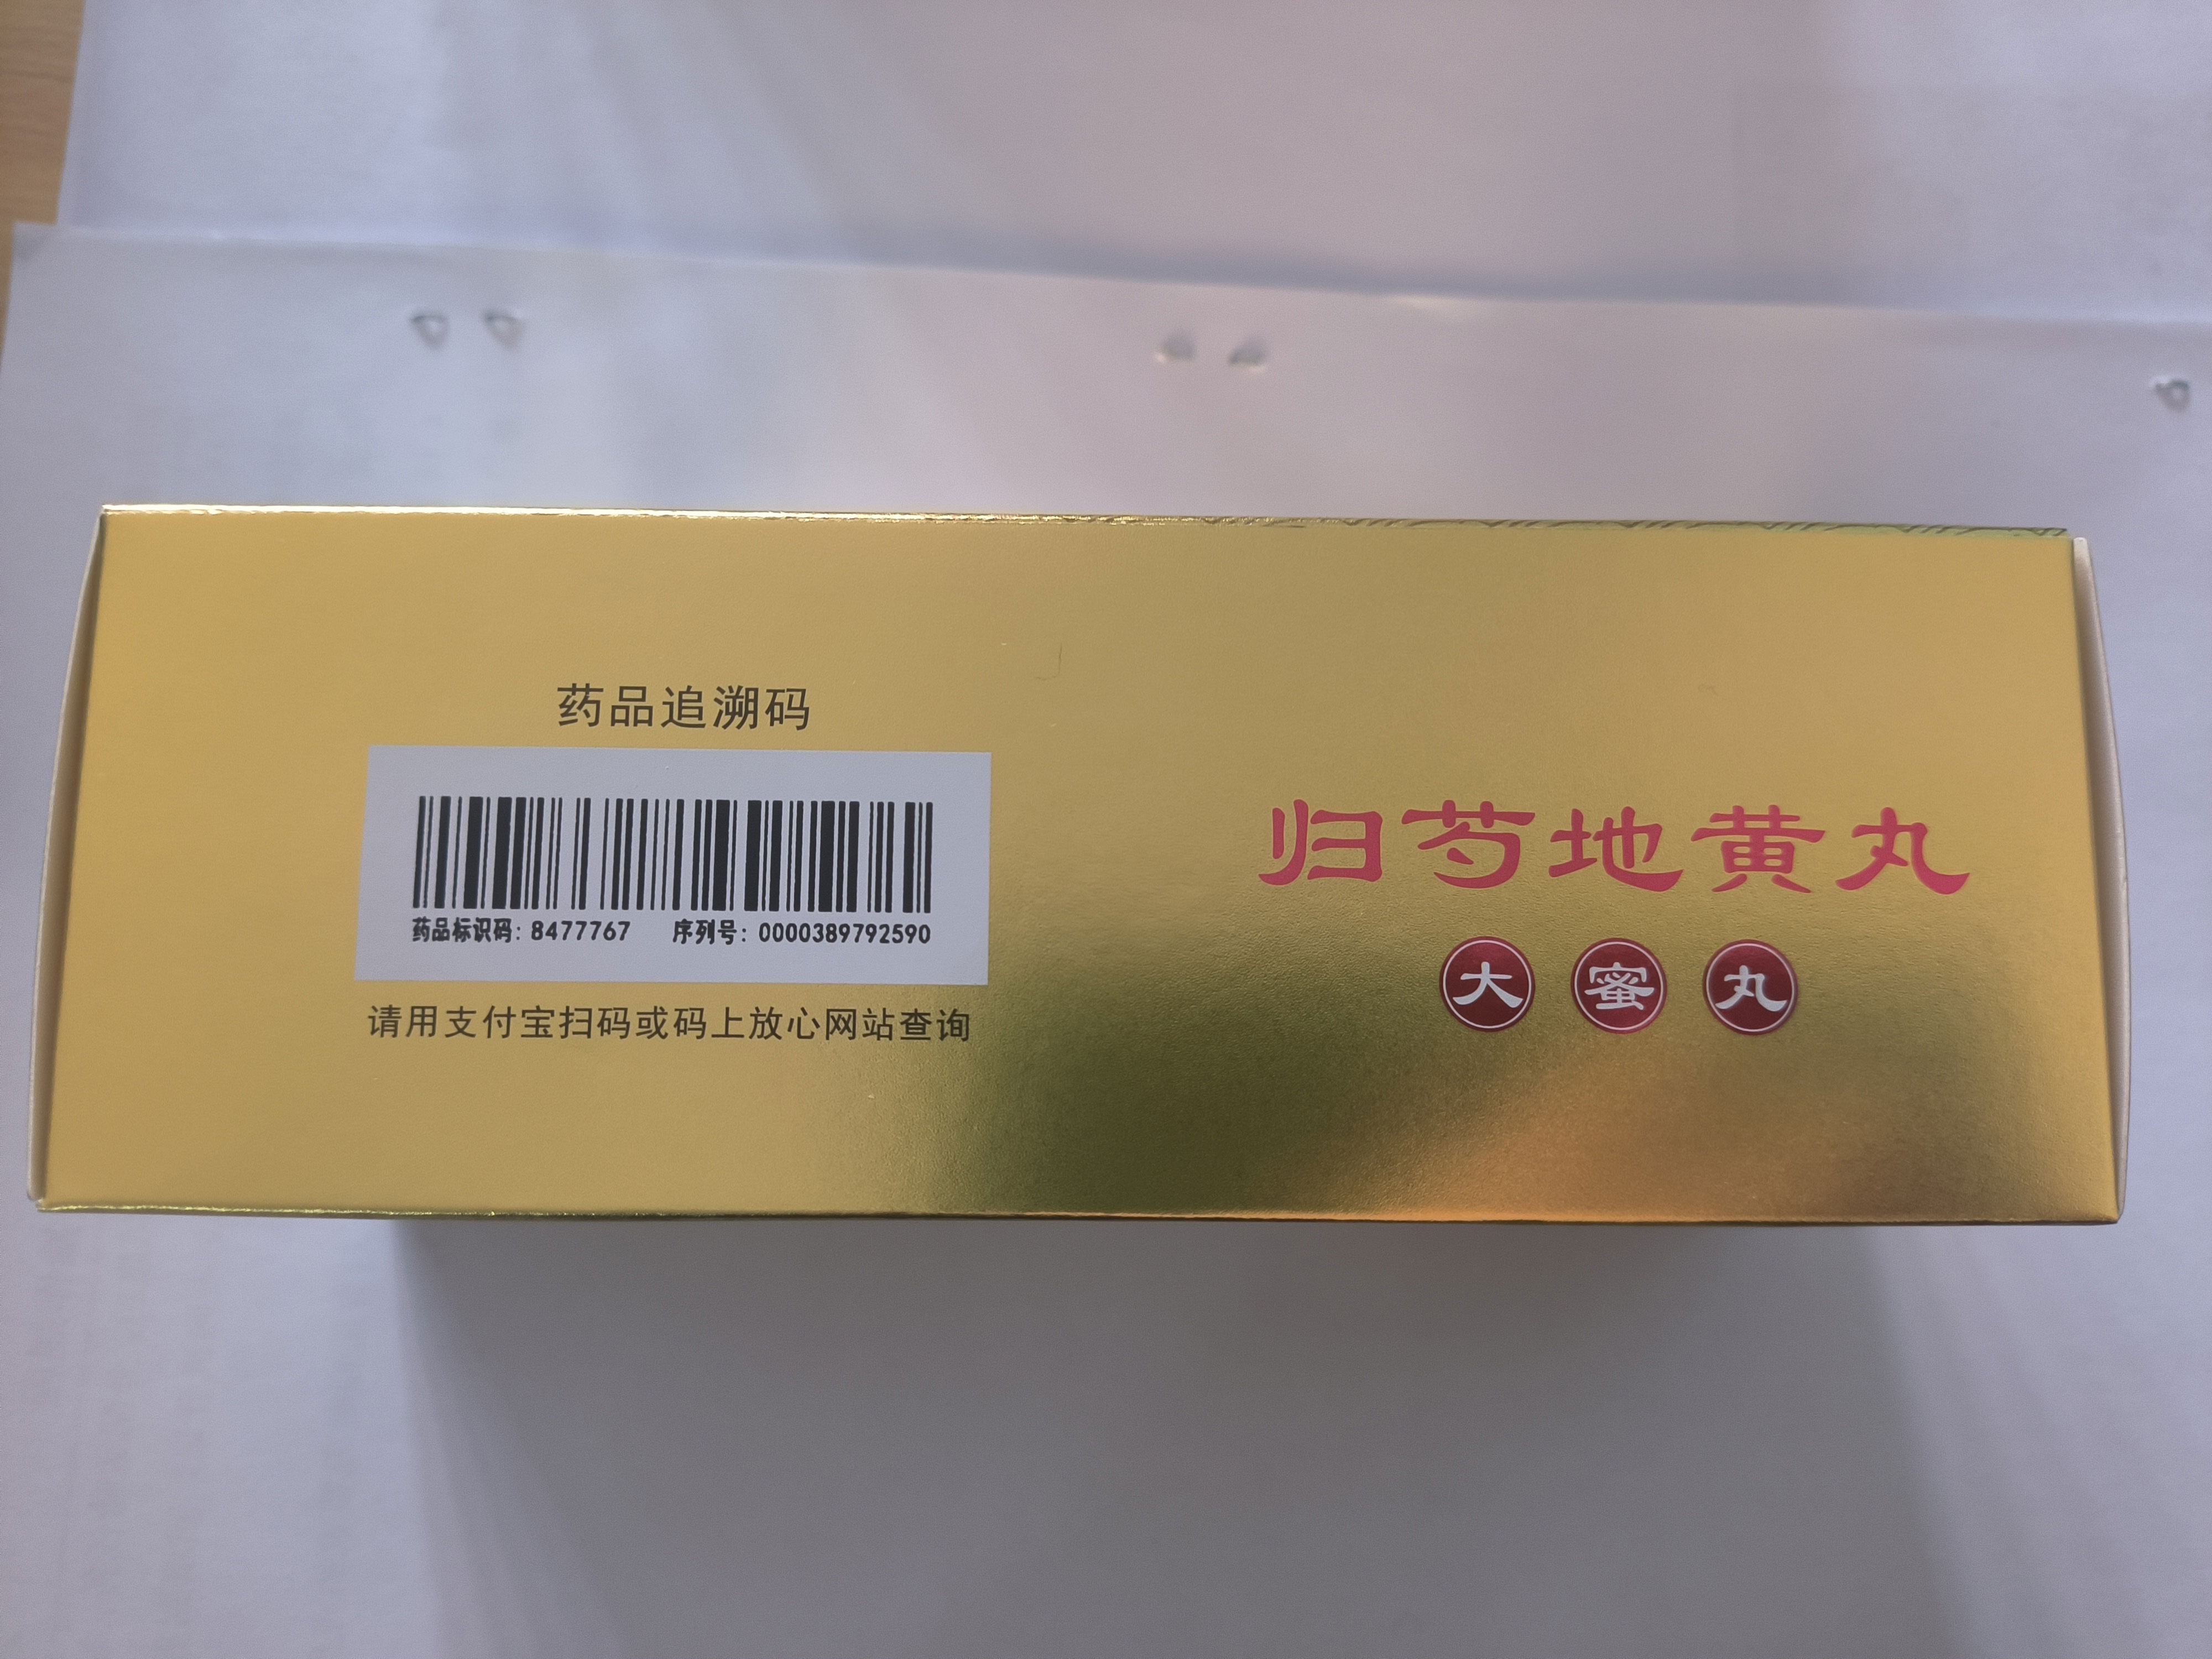 药品追溯码
药品标识码: 8477767 序列号: 0000389792590
请用支付宝扫码或码上放心网站查询
归芍地黄丸
大蜜丸